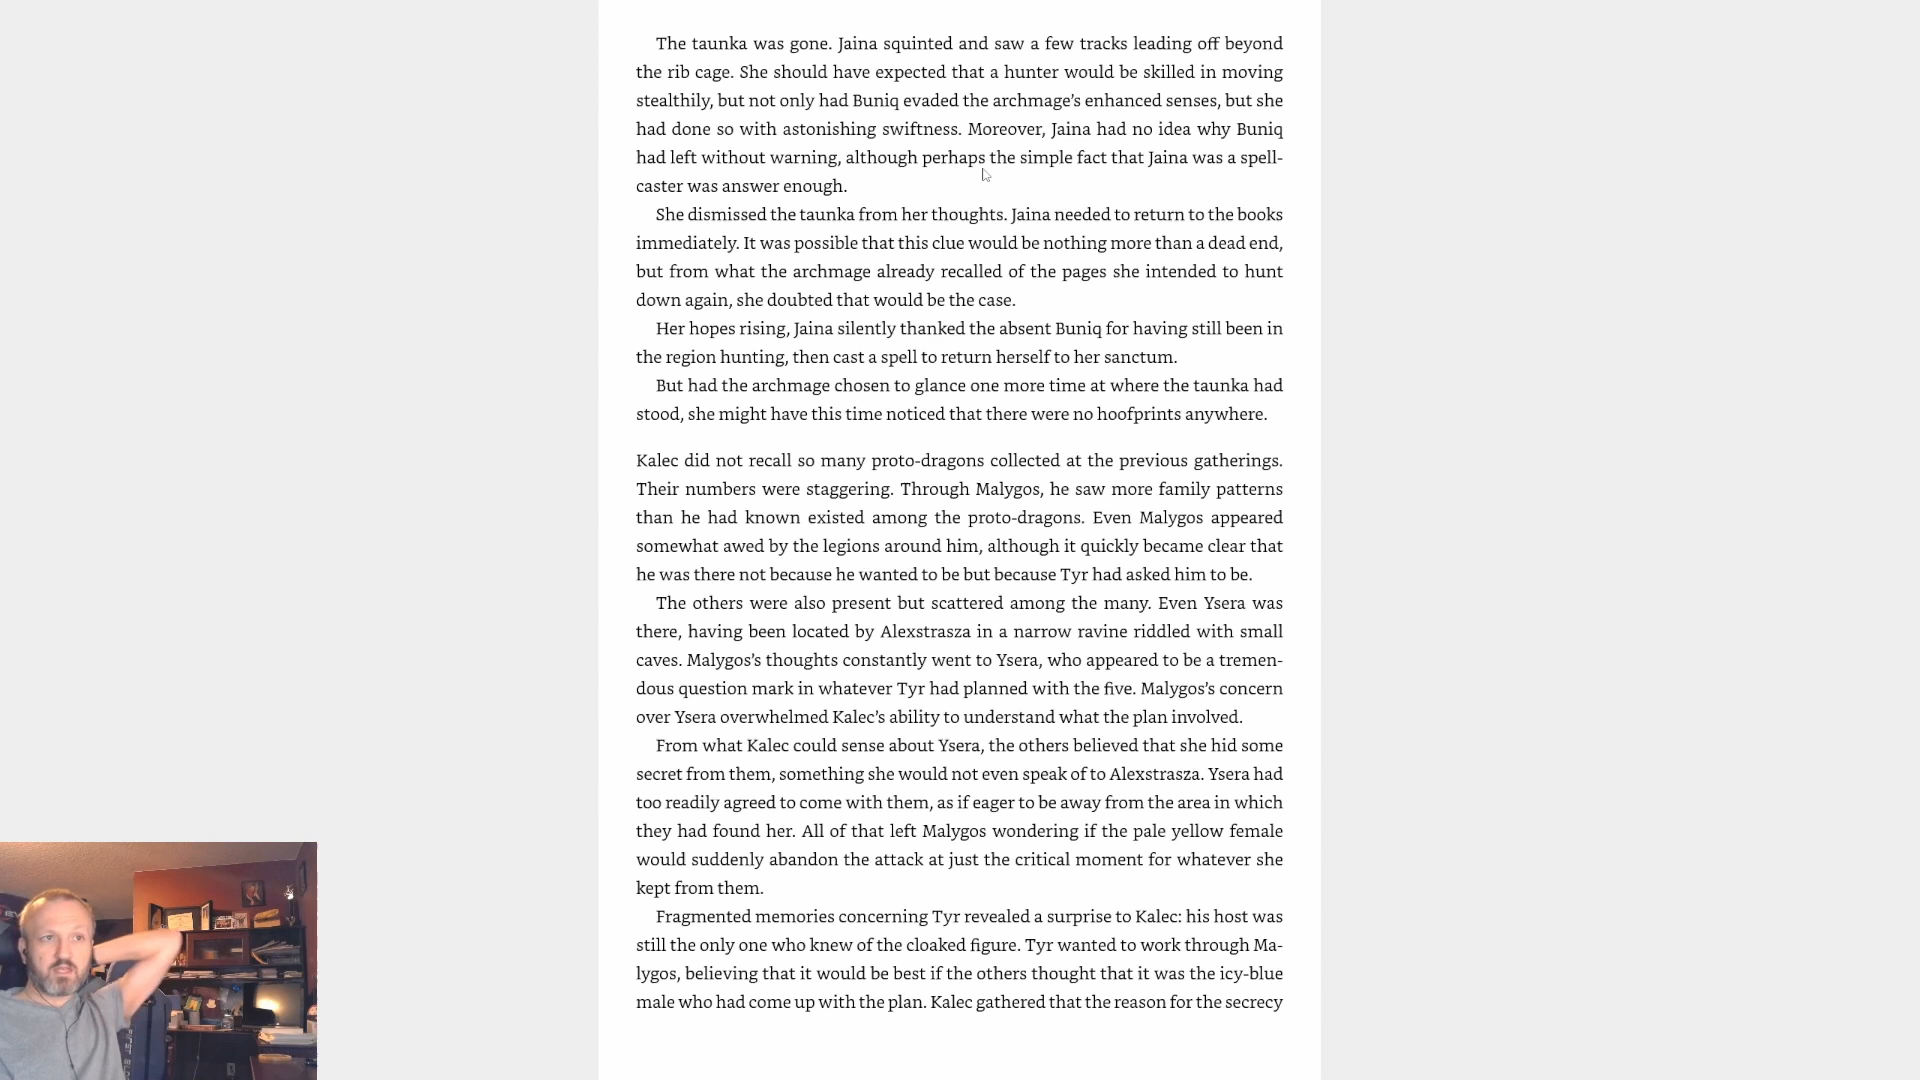 The taunka was gone. Jaina squinted and saw a few tracks leading off beyond
the rib cage. She should have expected that a hunter would be skilled in moving
stealthily, but not only had Buniq evaded the archmage’s enhanced senses, but she
had done so with astonishing swiftness. Moreover, Jaina had no idea why Buniq
had left without warning, although perhaps the simple fact that Jaina was a spell-
caster was answer enough.
She dismissed the taunka from her thoughts. Jaina needed to return to the books
immediately. It was possible that this clue would be nothing more than a dead end,
but from what the archmage already recalled of the pages she intended to hunt
down again, she doubted that would be the case.
Her hopes rising, Jaina silently thanked the absent Buniq for having still been in
the region hunting, then cast a spell to return herself to her sanctum.
But had the archmage chosen to glance one more time at where the taunka had
stood, she might have this time noticed that there were no hoofprints anywhere.
Kalec did not recall so many proto-dragons collected at the previous gatherings.
Their numbers were staggering. Through Malygos, he saw more family patterns
than he had known existed among the proto-dragons. Even Malygos appeared
somewhat awed by the legions around him, although it quickly became clear that
he was there not because he wanted to be but because Tyr had asked him to be.
The others were also present but scattered among the many. Even Ysera was
there, having been located by Alexstrasza in a narrow ravine riddled with small
caves. Malygos’s thoughts constantly went to Ysera, who appeared to be a tremen-
dous question mark in whatever Tyr had planned with the five. Malygos’s concern
over Ysera overwhelmed Kalec’s ability to understand what the plan involved.
From what Kalec could sense about Ysera, the others believed that she hid some
secret from them, something she would not even speak of to Alexstrasza. Ysera had
too readily agreed to come with them, as if eager to be away from the area in which
they had found her. All of that left Malygos wondering if the pale yellow female
would suddenly abandon the attack at just the critical moment for whatever she
kept from them.
Fragmented memories concerning Tyr revealed a surprise to Kalec: his host was
still the only one who knew of the cloaked figure. Tyr wanted to work through Ma-
lygos, believing that it would be best if the others thought that it was the icy-blue
male who had come up with the plan. Kalec gathered that the reason for the secrecy